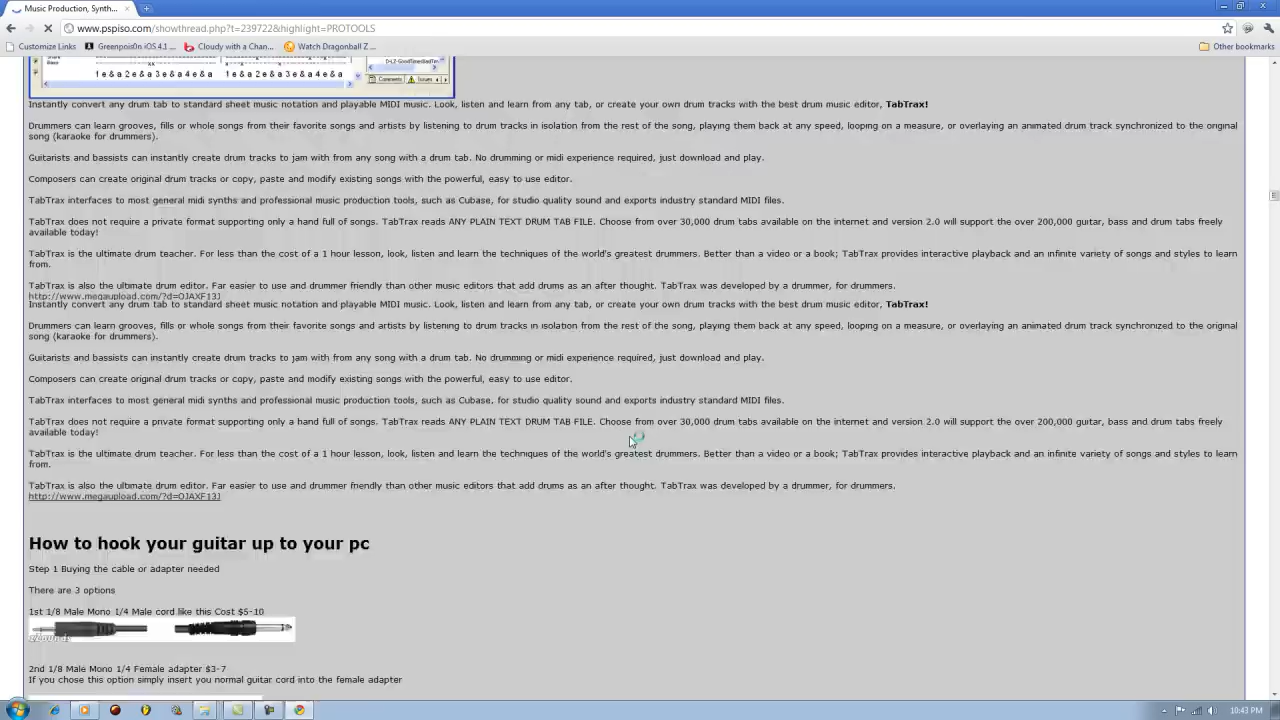 Music Production, Synth...
www.pspiso.com/showthread.php?t=239722&highlight=PROTOOLS
Customize Links
Greenpois0n iOS 4.1 ...
Cloudy with a Chan...
Watch Dragonball Z ...
Other bookmarks
1 e & a 2 e & a 3 e & a 4 e & a 1 e & a 2 e & a 3 e & a 4 e & a
Comments Issues
Instantly convert any drum tab to standard sheet music notation and playable MIDI music. Look, listen and learn from any tab, or create your own drum tracks with the best drum music editor, TabTrax!
Drummers can learn grooves, fills or whole songs from their favorite songs and artists by listening to drum tracks in isolation from the rest of the song, playing them back at any speed, looping on a measure, or overlaying an animated drum track synchronized to the original
song (karaoke for drummers).
Guitarists and bassists can instantly create drum tracks to jam with from any song with a drum tab. No drumming or midi experience required, just download and play.
Composers can create original drum tracks or copy, paste and modify existing songs with the powerful, easy to use editor.
TabTrax interfaces to most general midi synths and professional music production tools, such as Cubase, for studio quality sound and exports industry standard MIDI files.
TabTrax does not require a private format supporting only a hand full of songs. TabTrax reads ANY PLAIN TEXT DRUM TAB FILE. Choose from over 30,000 drum tabs available on the internet and version 2.0 will support the over 200,000 guitar, bass and drum tabs freely
available today!
TabTrax is the ultimate drum teacher. For less than the cost of a 1 hour lesson, look, listen and learn the techniques of the world's greatest drummers. Better than a video or a book; TabTrax provides interactive playback and an infinite variety of songs and styles to learn
from.
TabTrax is also the ultimate drum editor. Far easier to use and drummer friendly than other music editors that add drums as an after thought. TabTrax was developed by a drummer, for drummers.
http://www.megaupload.com/?d=OJAXF13J
Instantly convert any drum tab to standard sheet music notation and playable MIDI music. Look, listen and learn from any tab, or create your own drum tracks with the best drum music editor, TabTrax!
Drummers can learn grooves, fills or whole songs from their favorite songs and artists by listening to drum tracks in isolation from the rest of the song, playing them back at any speed, looping on a measure, or overlaying an animated drum track synchronized to the original
song (karaoke for drummers).
Guitarists and bassists can instantly create drum tracks to jam with from any song with a drum tab. No drumming or midi experience required, just download and play.
Composers can create original drum tracks or copy, paste and modify existing songs with the powerful, easy to use editor.
TabTrax interfaces to most general midi synths and professional music production tools, such as Cubase, for studio quality sound and exports industry standard MIDI files.
TabTrax does not require a private format supporting only a hand full of songs. TabTrax reads ANY PLAIN TEXT DRUM TAB FILE. Choose from over 30,000 drum tabs available on the internet and version 2.0 will support the over 200,000 guitar, bass and drum tabs freely
available today!
TabTrax is the ultimate drum teacher. For less than the cost of a 1 hour lesson, look, listen and learn the techniques of the world's greatest drummers. Better than a video or a book; TabTrax provides interactive playback and an infinite variety of songs and styles to learn
from.
TabTrax is also the ultimate drum editor. Far easier to use and drummer friendly than other music editors that add drums as an after thought. TabTrax was developed by a drummer, for drummers.
http://www.megaupload.com/?d=OJAXF13J
How to hook your guitar up to your pc
Step 1 Buying the cable or adapter needed
There are 3 options
1st 1/8 Male Mono 1/4 Male cord like this Cost $5-10
2nd 1/8 Male Mono 1/4 Female adapter $3-7
If you chose this option simply insert you normal guitar cord into the female adapter
10:43 PM